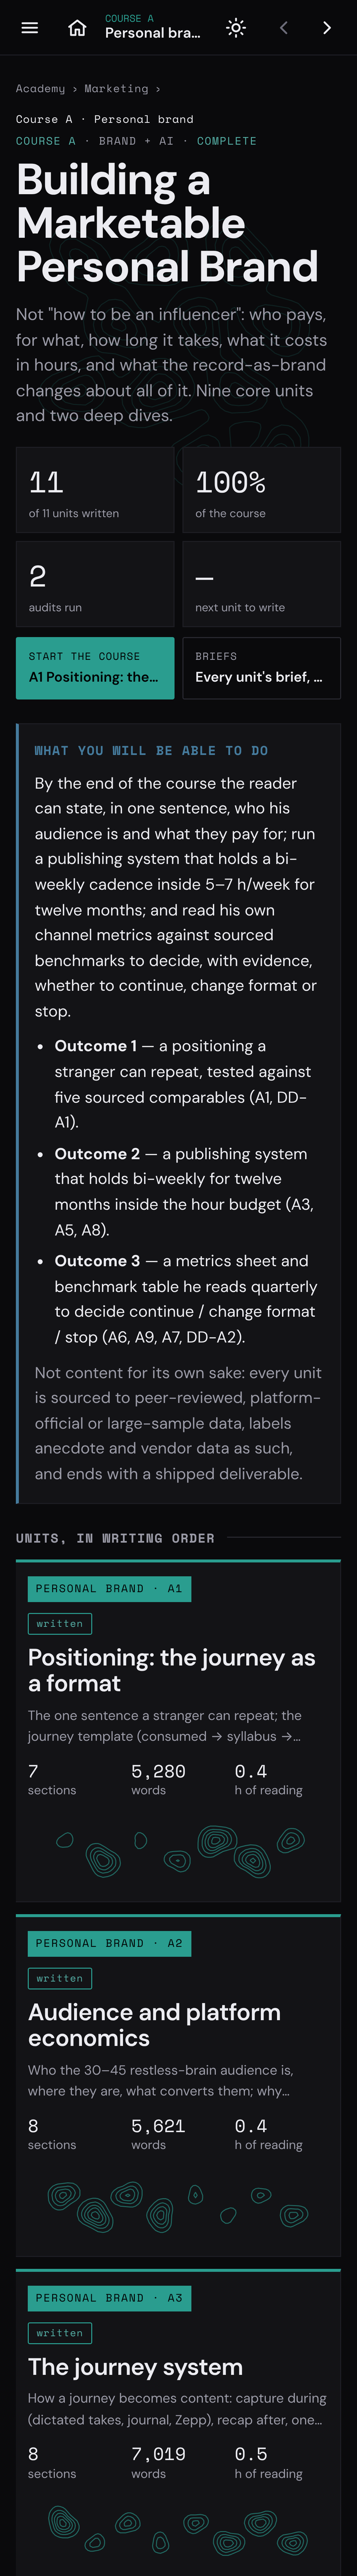 COURSE A
Personal bra...
Academy › Marketing ›
Course A · Personal brand
COURSE A · BRAND + AI · COMPLETE
Building a
Marketable
Personal Brand
Not "how to be an influencer": who pays,
for what, how long it takes, what it costs
in hours, and what the record-as-brand
changes about all of it. Nine core units
and two deep dives.
11
of 11 units written
100%
of the course
2
audits run
—
next unit to write
START THE COURSE
A1 Positioning: the...
BRIEFS
Every unit's brief, ...
WHAT YOU WILL BE ABLE TO DO
By the end of the course the reader
can state, in one sentence, who his
audience is and what they pay for; run
a publishing system that holds a bi-
weekly cadence inside 5–7 h/week for
twelve months; and read his own
channel metrics against sourced
benchmarks to decide, with evidence,
whether to continue, change format or
stop.
• Outcome 1 — a positioning a
stranger can repeat, tested against
five sourced comparables (A1, DD-
A1).
• Outcome 2 — a publishing system
that holds bi-weekly for twelve
months inside the hour budget (A3,
A5, A8).
• Outcome 3 — a metrics sheet and
benchmark table he reads quarterly
to decide continue / change format
/ stop (A6, A9, A7, DD-A2).
Not content for its own sake: every unit
is sourced to peer-reviewed, platform-
official or large-sample data, labels
anecdote and vendor data as such,
and ends with a shipped deliverable.
UNITS, IN WRITING ORDER
PERSONAL BRAND · A1
written
Positioning: the journey as
a format
The one sentence a stranger can repeat; the
journey template (consumed → syllabus →...
7
sections
5,280
words
0.4
h of reading
PERSONAL BRAND · A2
written
Audience and platform
economics
Who the 30–45 restless-brain audience is,
where they are, what converts them; why...
8
sections
5,621
words
0.4
h of reading
PERSONAL BRAND · A3
written
The journey system
How a journey becomes content: capture during
(dictated takes, journal, Zepp), recap after, one...
8
sections
7,019
words
0.5
h of reading